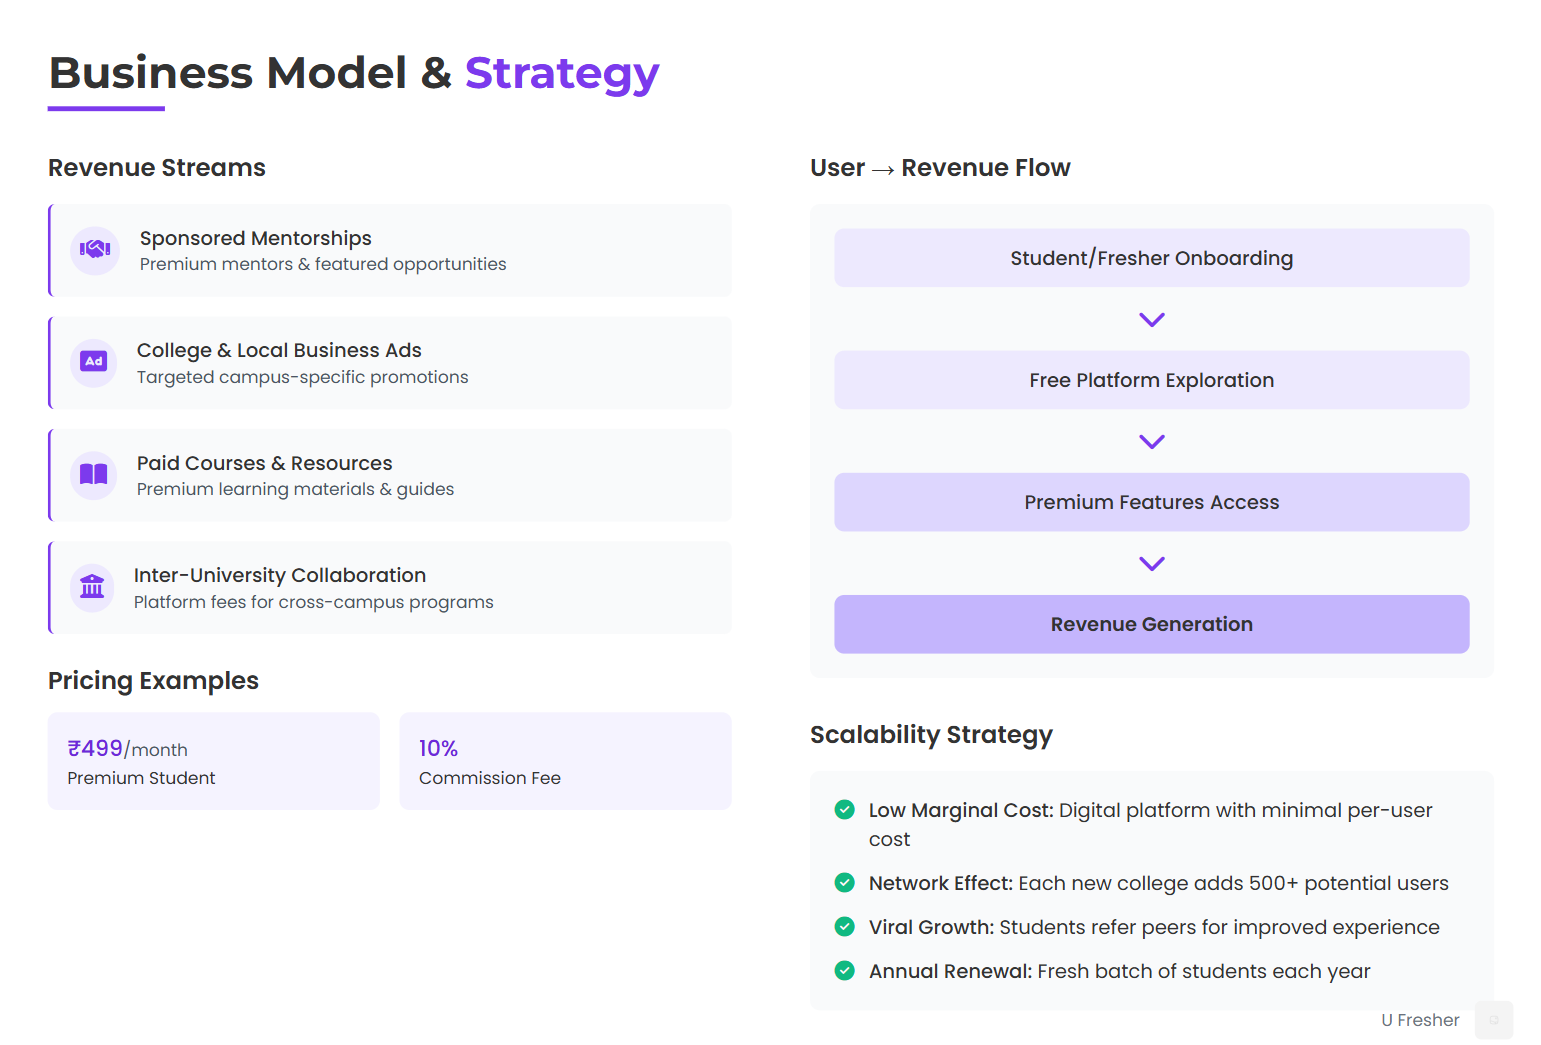 Business Model & Strategy
Revenue Streams
Sponsored Mentorships
Premium mentors & featured opportunities
Ad
College & Local Business Ads
Targeted campus-specific promotions
Paid Courses & Resources
Premium learning materials & guides
Inter-University Collaboration
Platform fees for cross-campus programs
Pricing Examples
₹499/month
Premium Student
10%
Commission Fee
User → Revenue Flow
Student/Fresher Onboarding
Free Platform Exploration
Premium Features Access
Revenue Generation
Scalability Strategy
Low Marginal Cost: Digital platform with minimal per-user
cost
Network Effect: Each new college adds 500+ potential users
Viral Growth: Students refer peers for improved experience
Annual Renewal: Fresh batch of students each year
U Fresher